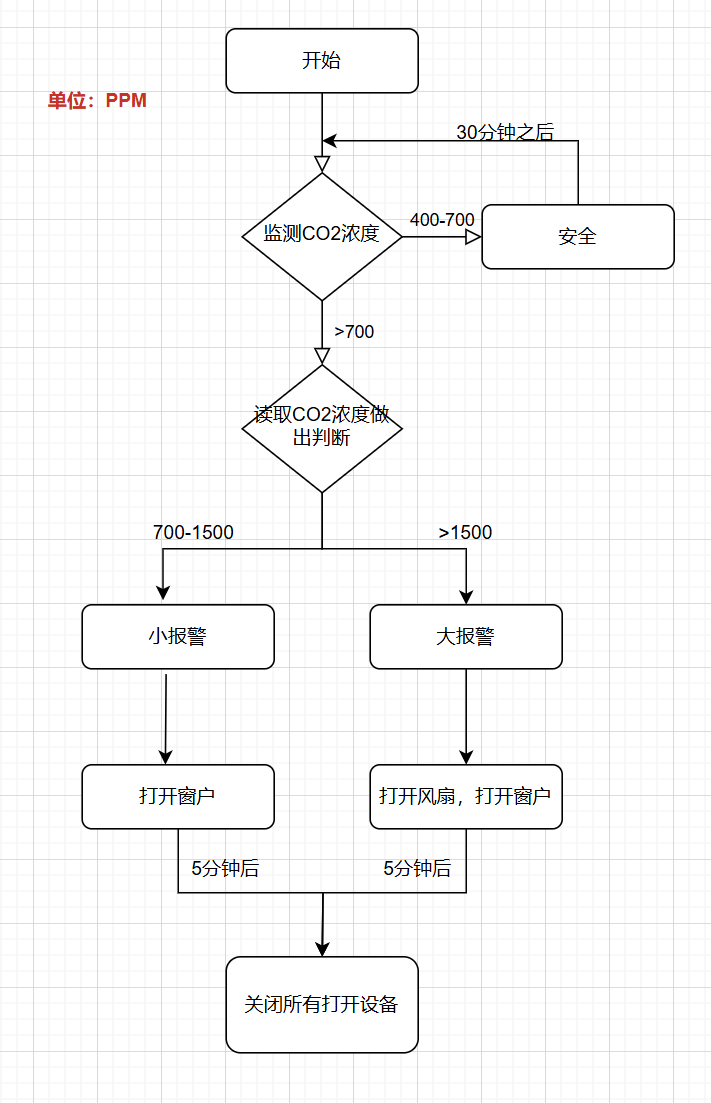 开始
单位：PPM
30分钟之后
监测CO2浓度
400-700
安全
>700
读取CO2浓度做
出判断
700-1500
>1500
小报警
大报警
打开窗户
打开风扇，打开窗户
5分钟后
5分钟后
关闭所有打开设备